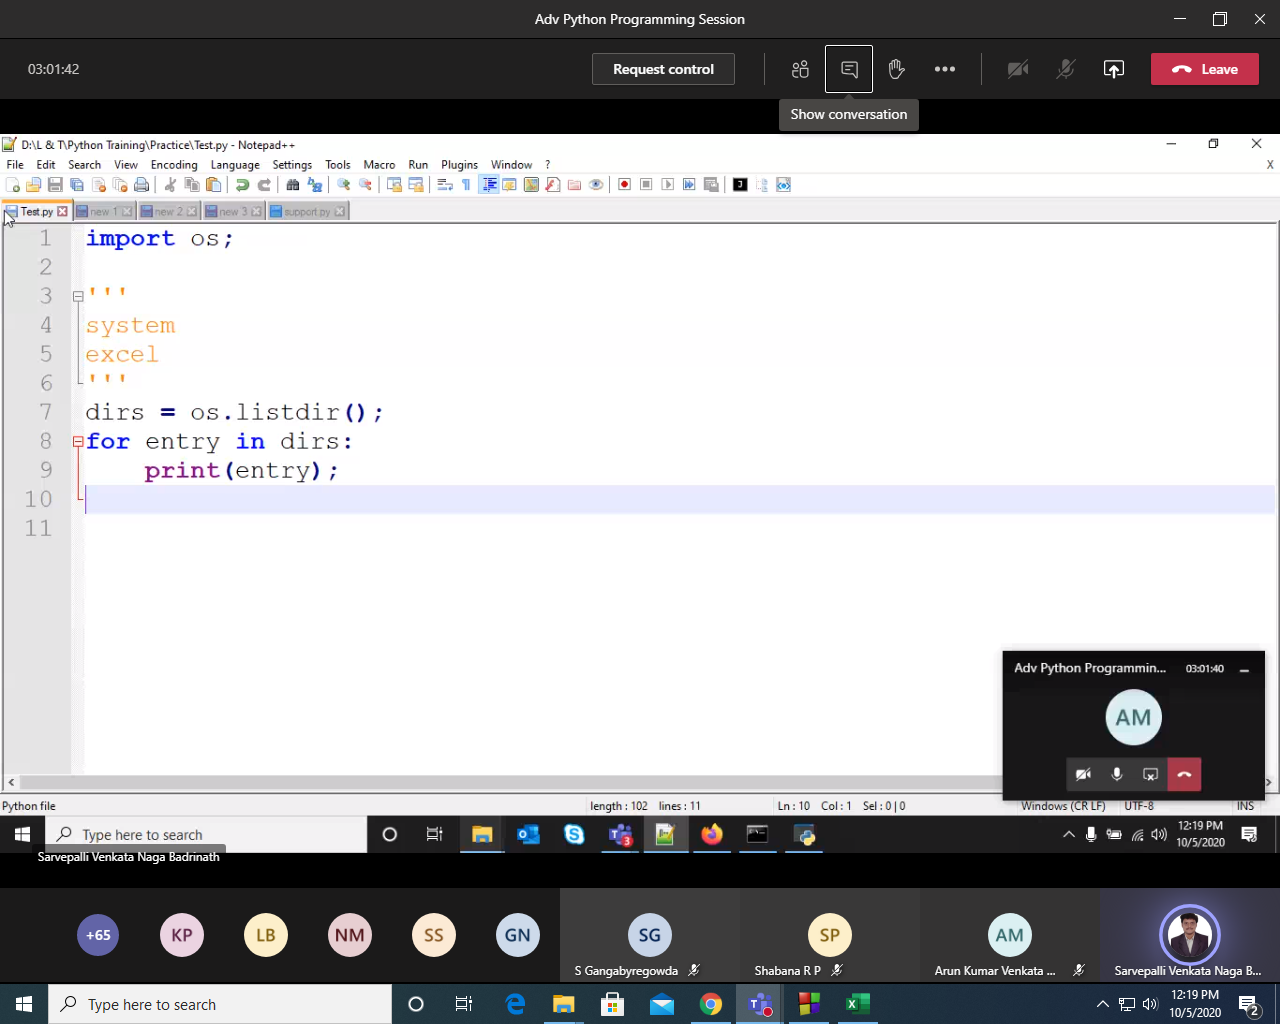 Adv Python Programming Session
03:01:42
Request control
Leave
Show conversation
D:\L & T\Python Training\Practice\Test.py - Notepad++
File Edit Search View Encoding Language Settings Tools Macro Run Plugins Window ? X
Test.py new 1 new 2 new 3 support.py
1 import os;
2
3 '''
4 system
5 excel
6 '''
7 dirs = os.listdir();
8 for entry in dirs:
9 print(entry);
10
11
Adv Python Programmin... 03:01:40
AM
Python file length : 102 lines : 11 Ln : 10 Col : 1 Sel : 0 | 0 Windows (CR LF) UTF-8 INS
Type here to search
3
12:19 PM
10/5/2020
Sarvepalli Venkata Naga Badrinath
+65 KP LB NM SS GN SG SP AM
S Gangabyregowda Shabana R P Arun Kumar Venkata ... Sarvepalli Venkata Naga B...
Type here to search
12:19 PM
10/5/2020
2